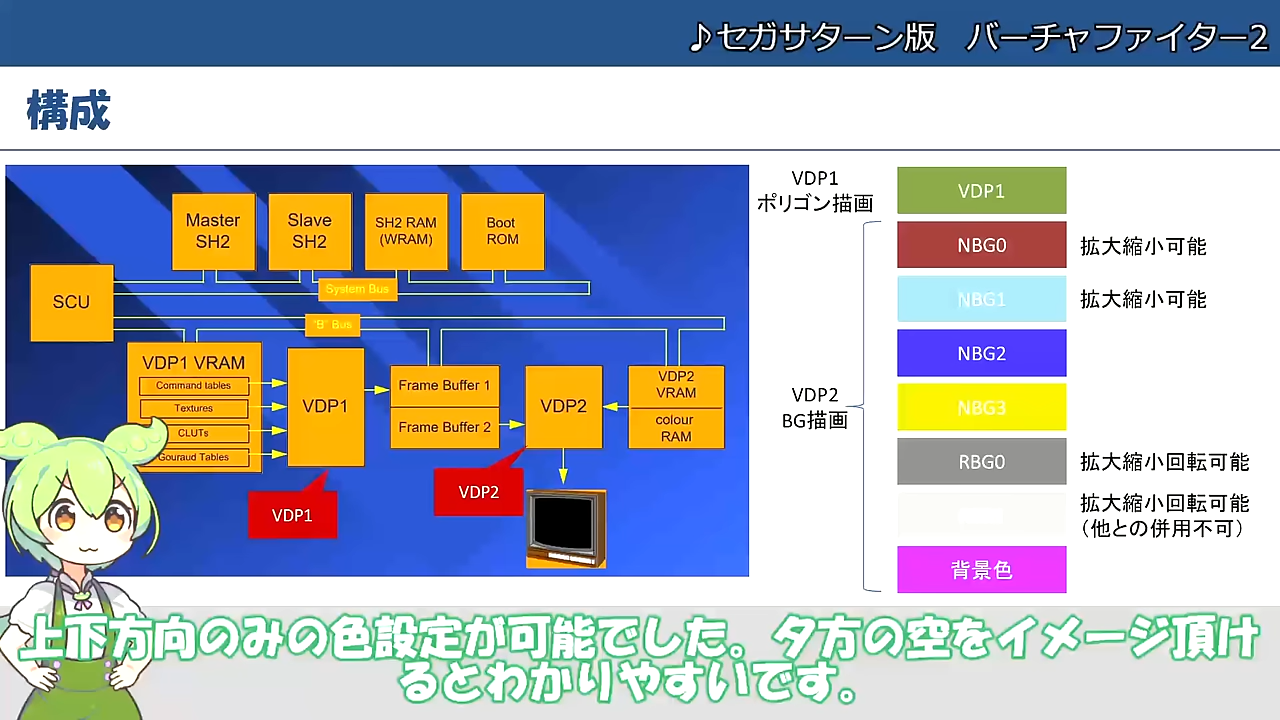 ♪セガサターン版　バーチャファイター2
構成
Master
SH2
Slave
SH2
SH2 RAM
(WRAM)
Boot
ROM
SCU
System Bus
"B" Bus
VDP1 VRAM
Command tables
Textures
CLUTs
Gouraud Tables
VDP1
Frame Buffer 1
Frame Buffer 2
VDP2
VDP2
VRAM
colour
RAM
VDP1
VDP2
VDP1
ポリゴン描画
VDP2
BG描画
VDP1
NBG0
拡大縮小可能
NBG1
拡大縮小可能
NBG2
NBG3
RBG0
拡大縮小回転可能
拡大縮小回転可能
（他との併用不可）
背景色
上下方向のみの色設定が可能でした。夕方の空をイメージ頂け
るとわかりやすいです。